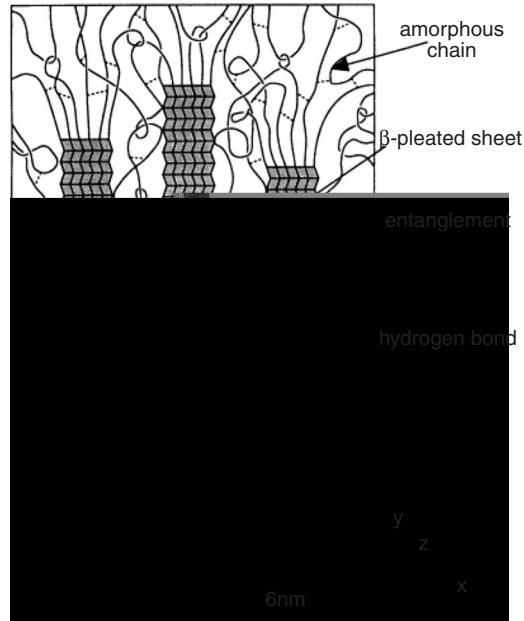 amorphous
chain
β-pleated sheet
entanglement
hydrogen bond
y
z
x
6nm